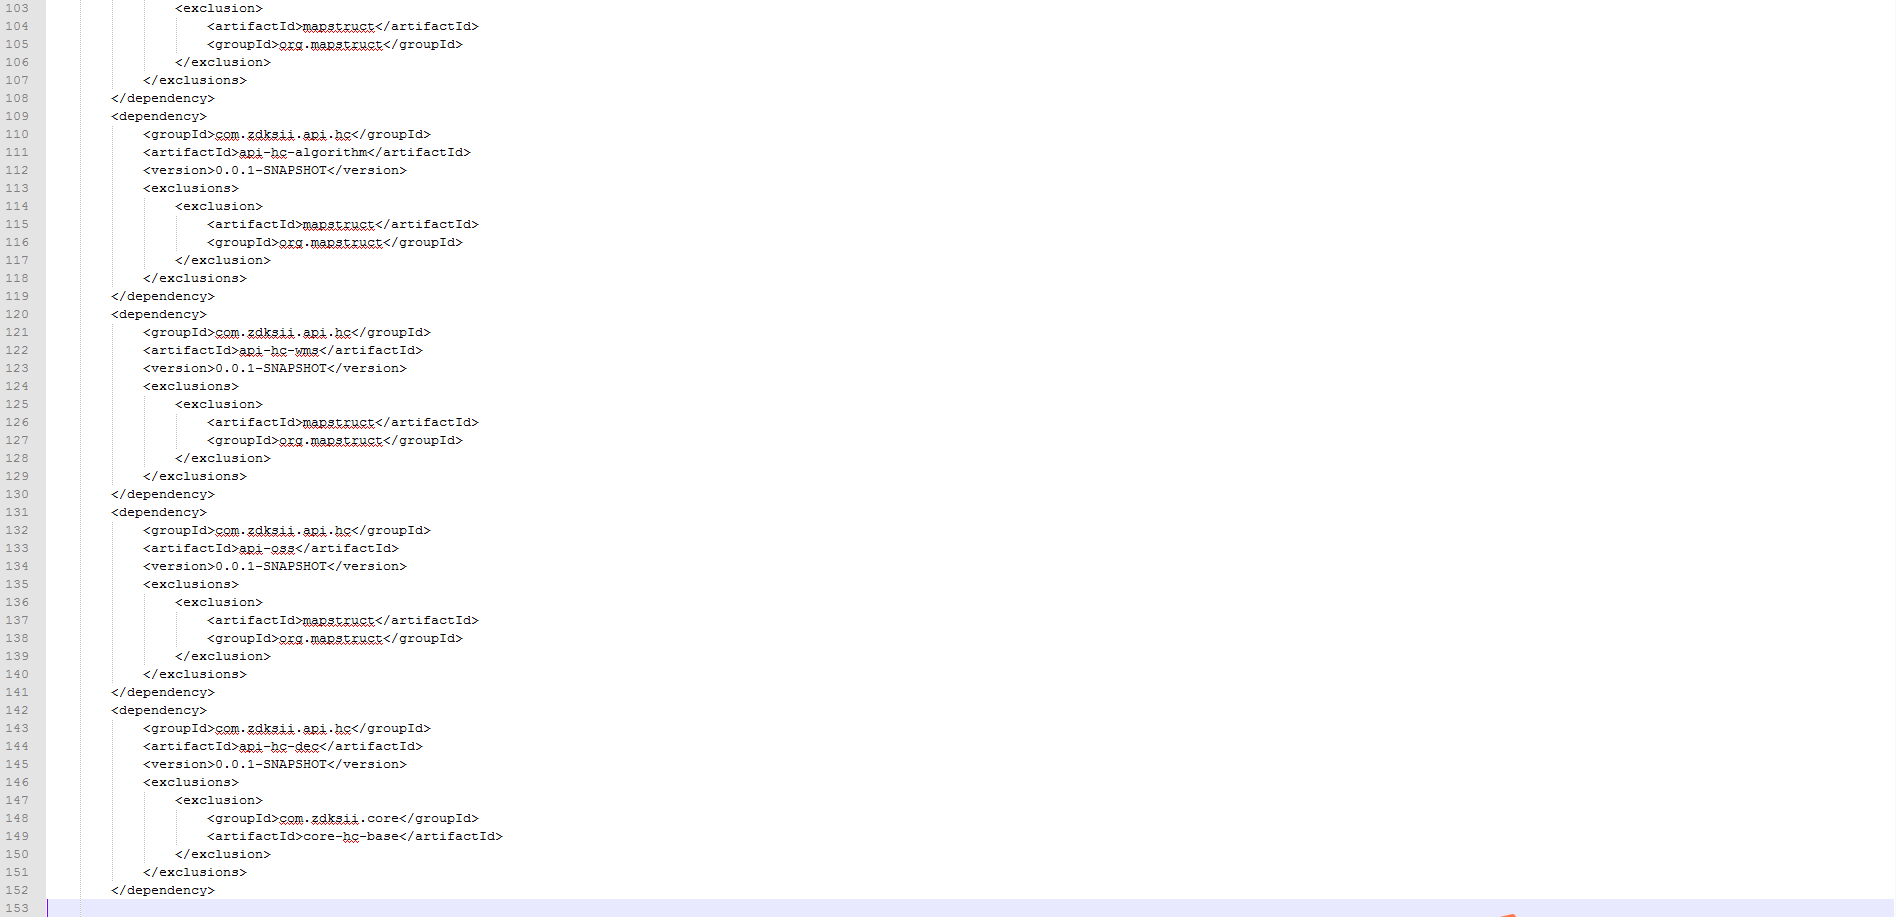 103 <exclusion>
104 <artifactId>mapstruct</artifactId>
105 <groupId>org.mapstruct</groupId>
106 </exclusion>
107 </exclusions>
108 </dependency>
109 <dependency>
110 <groupId>com.zdksii.api.hc</groupId>
111 <artifactId>api-hc-algorithm</artifactId>
112 <version>0.0.1-SNAPSHOT</version>
113 <exclusions>
114 <exclusion>
115 <artifactId>mapstruct</artifactId>
116 <groupId>org.mapstruct</groupId>
117 </exclusion>
118 </exclusions>
119 </dependency>
120 <dependency>
121 <groupId>com.zdksii.api.hc</groupId>
122 <artifactId>api-hc-wms</artifactId>
123 <version>0.0.1-SNAPSHOT</version>
124 <exclusions>
125 <exclusion>
126 <artifactId>mapstruct</artifactId>
127 <groupId>org.mapstruct</groupId>
128 </exclusion>
129 </exclusions>
130 </dependency>
131 <dependency>
132 <groupId>com.zdksii.api.hc</groupId>
133 <artifactId>api-oss</artifactId>
134 <version>0.0.1-SNAPSHOT</version>
135 <exclusions>
136 <exclusion>
137 <artifactId>mapstruct</artifactId>
138 <groupId>org.mapstruct</groupId>
139 </exclusion>
140 </exclusions>
141 </dependency>
142 <dependency>
143 <groupId>com.zdksii.api.hc</groupId>
144 <artifactId>api-hc-dec</artifactId>
145 <version>0.0.1-SNAPSHOT</version>
146 <exclusions>
147 <exclusion>
148 <groupId>com.zdksii.core</groupId>
149 <artifactId>core-hc-base</artifactId>
150 </exclusion>
151 </exclusions>
152 </dependency>
153